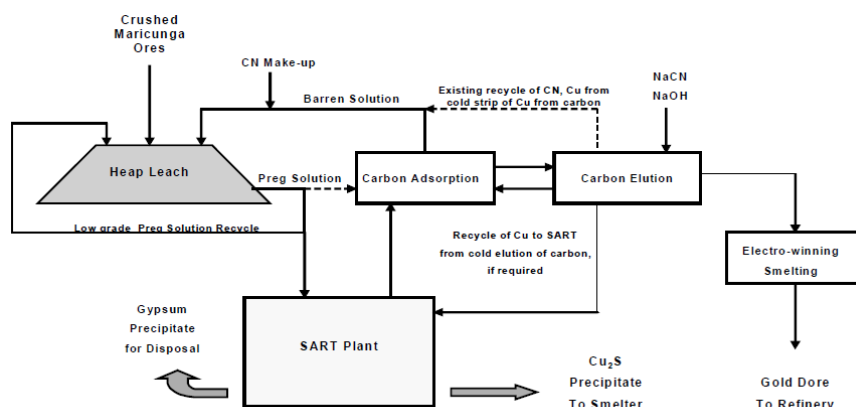 Crushed
Maricunga
Ores
CN Make-up
Barren Solution
Existing recycle of CN, Cu from
cold strip of Cu from carbon
NaCN
NaOH
Heap Leach
Preg Solution
Carbon Adsorption
Carbon Elution
Low grade Preg Solution Recycle
Recycle of Cu to SART
from cold elution of carbon,
if required
Electro-winning
Smelting
Gypsum
Precipitate
for Disposal
SART Plant
Cu₂S
Precipitate
To Smelter
Gold Dore
To Refinery